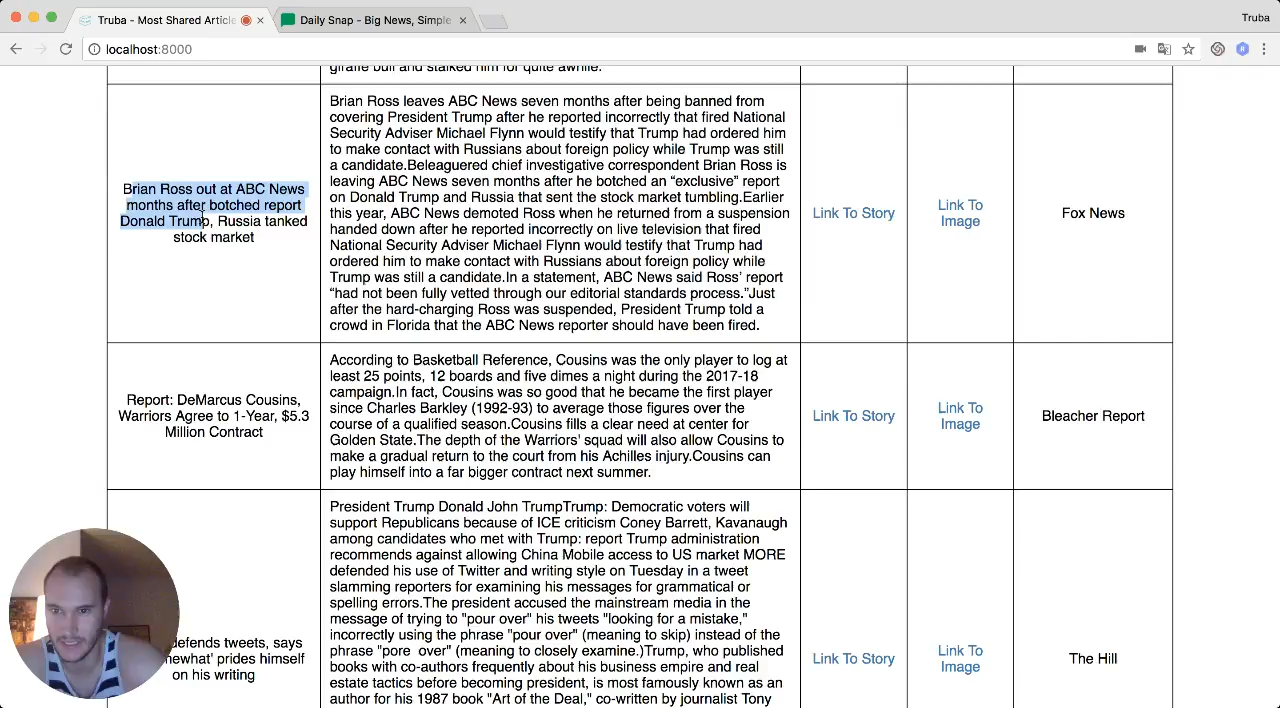 Truba - Most Shared Article
Daily Snap - Big News, Simple
Truba
localhost:8000
giraffe bull and stalked him for quite awhile.
Brian Ross out at ABC News
months after botched report
Donald Trump, Russia tanked
stock market
Brian Ross leaves ABC News seven months after being banned from
covering President Trump after he reported incorrectly that fired National
Security Adviser Michael Flynn would testify that Trump had ordered him
to make contact with Russians about foreign policy while Trump was still
a candidate.Beleaguered chief investigative correspondent Brian Ross is
leaving ABC News seven months after he botched an “exclusive” report
on Donald Trump and Russia that sent the stock market tumbling.Earlier
this year, ABC News demoted Ross when he returned from a suspension
handed down after he reported incorrectly on live television that fired
National Security Adviser Michael Flynn would testify that Trump had
ordered him to make contact with Russians about foreign policy while
Trump was still a candidate.In a statement, ABC News said Ross’ report
“had not been fully vetted through our editorial standards process.”Just
after the hard-charging Ross was suspended, President Trump told a
crowd in Florida that the ABC News reporter should have been fired.
Link To Story
Link To
Image
Fox News
Report: DeMarcus Cousins,
Warriors Agree to 1-Year, $5.3
Million Contract
According to Basketball Reference, Cousins was the only player to log at
least 25 points, 12 boards and five dimes a night during the 2017-18
campaign.In fact, Cousins was so good that he became the first player
since Charles Barkley (1992-93) to average those figures over the
course of a qualified season.Cousins fills a clear need at center for
Golden State.The depth of the Warriors' squad will also allow Cousins to
make a gradual return to the court from his Achilles injury.Cousins can
play himself into a far bigger contract next summer.
Link To Story
Link To
Image
Bleacher Report
defends tweets, says
prides himself
on his writing
President Trump Donald John TrumpTrump: Democratic voters will
support Republicans because of ICE criticism Coney Barrett, Kavanaugh
among candidates who met with Trump: report Trump administration
recommends against allowing China Mobile access to US market MORE
defended his use of Twitter and writing style on Tuesday in a tweet
slamming reporters for examining his messages for grammatical or
spelling errors.The president accused the mainstream media in the
message of trying to "pour over" his tweets "looking for a mistake,"
incorrectly using the phrase "pour over" (meaning to skip) instead of the
phrase "pore over" (meaning to closely examine.)Trump, who published
books with co-authors frequently about his business empire and real
estate tactics before becoming president, is most famously known as an
author for his 1987 book "Art of the Deal," co-written by journalist Tony
Link To Story
Link To
Image
The Hill